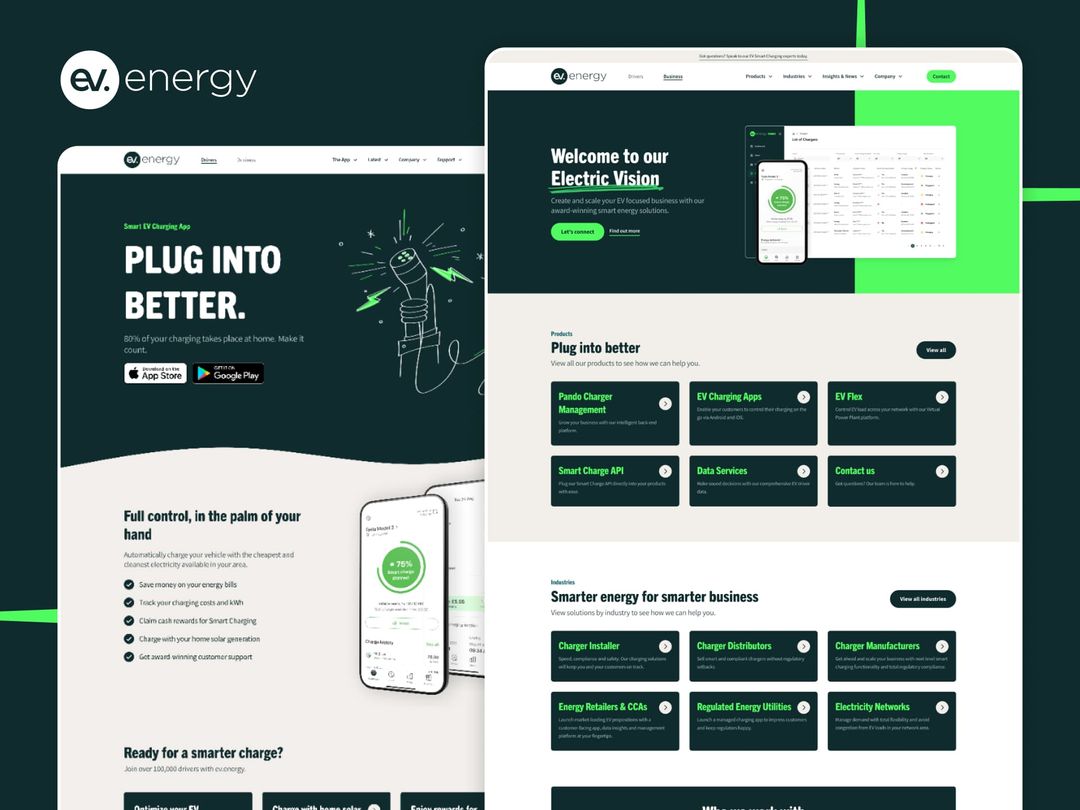 ev.energy
ev.energy
Drivers
Business
The App
Latest
Company
Support
Smart EV Charging App
PLUG INTO
BETTER.
80% of your charging takes place at home. Make it
count.
Download on the
App Store
GET IT ON
Google Play
Full control, in the palm of your
hand
Automatically charge your vehicle with the cheapest and
cleanest electricity available in your area.
Save money on your energy bills
Track your charging costs and kWh
Claim cash rewards for Smart Charging
Charge with your home solar generation
Get award-winning customer support
Tesla Model 3
75%
Smart charge
planned
Charge history
Ready for a smarter charge?
Join over 100,000 drivers with ev.energy.
Optimize your EV
Charge with home solar
Enjoy rewards for
Got questions? Speak to our EV Smart Charging experts today.
ev.energy
Drivers
Business
Products
Industries
Insights & News
Company
Contact
Welcome to our
Electric Vision
Create and scale your EV focused business with our
award-winning smart energy solutions.
Let's connect
Find out more
List of Chargers
75%
Products
Plug into better
View all our products to see how we can help you.
View all
Pando Charger
Management
Grow your business with our intelligent back-end
platform.
EV Charging Apps
Enable your customers to control their charging on the
go via Android and iOS.
EV Flex
Control EV load across your network with our Virtual
Power Plant platform.
Smart Charge API
Plug our Smart Charge API directly into your products
with ease.
Data Services
Make sound decisions with our comprehensive EV driver
data.
Contact us
Got questions? Our team is here to help.
Industries
Smarter energy for smarter business
View solutions by industry to see how we can help you.
View all industries
Charger Installer
Speed, compliance and safety. Our charging solutions
will keep you and your customers on track.
Charger Distributors
Sell smart and compliant chargers without regulatory
setbacks.
Charger Manufacturers
Get ahead and scale your business with next level smart
charging functionality and total regulatory compliance.
Energy Retailers & CCAs
Launch market-leading EV propositions with a
customer-facing app, data insights and management
platform at your fingertips.
Regulated Energy Utilities
Launch a managed charging app to impress customers
and keep regulators happy.
Electricity Networks
Manage demand with total flexibility and avoid
congestion from EV loads in your network area.
Who we work with